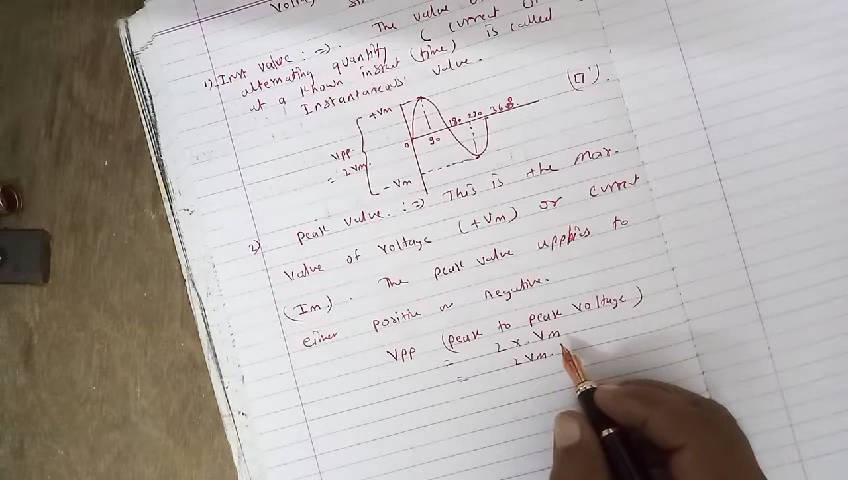 Volta
The value
1) Inst value : => .
alternating quantity ( current
at a known instat (time) is called
Instantaneous value.
(π').
+Vm
VPP
= 2Vm
0
90
180
270
360
- Vm
2) peak value. : => This is the max.
value of voltage (+Vm) or current
(Im) . The peak value applies to
either positive or negative.
VPP (peak to peak voltage)
= 2 x Vm
= 2Vm.